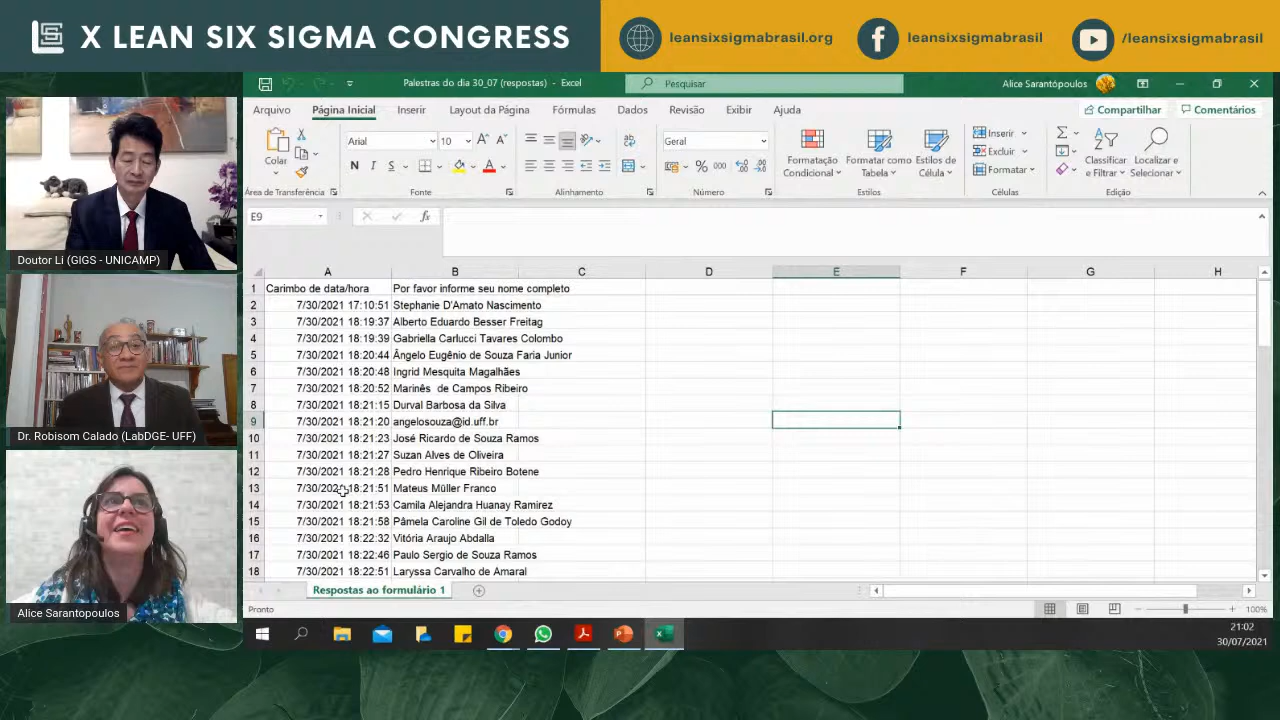 X LEAN SIX SIGMA CONGRESS
leansixsigmabrasil.org
leansixsigmabrasil
/leansixsigmabrasil
Doutor Li (GIGS - UNICAMP)
Dr. Robisom Calado (LabDGE- UFF)
Alice Sarantopoulos
Palestras do dia 30_07 (respostas) - Excel
Pesquisar
Alice Sarantópoulos
Arquivo Página Inicial Inserir Layout da Página Fórmulas Dados Revisão Exibir Ajuda
Compartilhar Comentários
Colar
Área de Transferência
Arial 10
N I S
Fonte
Alinhamento
Geral
% 000
Número
Formatação Condicional
Formatar como Tabela
Estilos de Célula
Estilos
Inserir
Excluir
Formatar
Células
Classificar e Filtrar
Localizar e Selecionar
Edição
E9
fx
A B C D E F G H
1 Carimbo de data/hora Por favor informe seu nome completo
2 7/30/2021 17:10:51 Stephanie D'Amato Nascimento
3 7/30/2021 18:19:37 Alberto Eduardo Besser Freitag
4 7/30/2021 18:19:39 Gabriella Carlucci Tavares Colombo
5 7/30/2021 18:20:44 Ângelo Eugênio de Souza Faria Junior
6 7/30/2021 18:20:48 Ingrid Mesquita Magalhães
7 7/30/2021 18:20:52 Marinês de Campos Ribeiro
8 7/30/2021 18:21:15 Durval Barbosa da Silva
9 7/30/2021 18:21:20 angelosouza@id.uff.br
10 7/30/2021 18:21:23 José Ricardo de Souza Ramos
11 7/30/2021 18:21:27 Suzan Alves de Oliveira
12 7/30/2021 18:21:28 Pedro Henrique Ribeiro Botene
13 7/30/2021 18:21:51 Mateus Müller Franco
14 7/30/2021 18:21:53 Camila Alejandra Huanay Ramirez
15 7/30/2021 18:21:58 Pâmela Caroline Gil de Toledo Godoy
16 7/30/2021 18:22:32 Vitória Araujo Abdalla
17 7/30/2021 18:22:46 Paulo Sergio de Souza Ramos
18 7/30/2021 18:22:51 Laryssa Carvalho de Amaral
Respostas ao formulário 1
Pronto
100%
21:02
30/07/2021